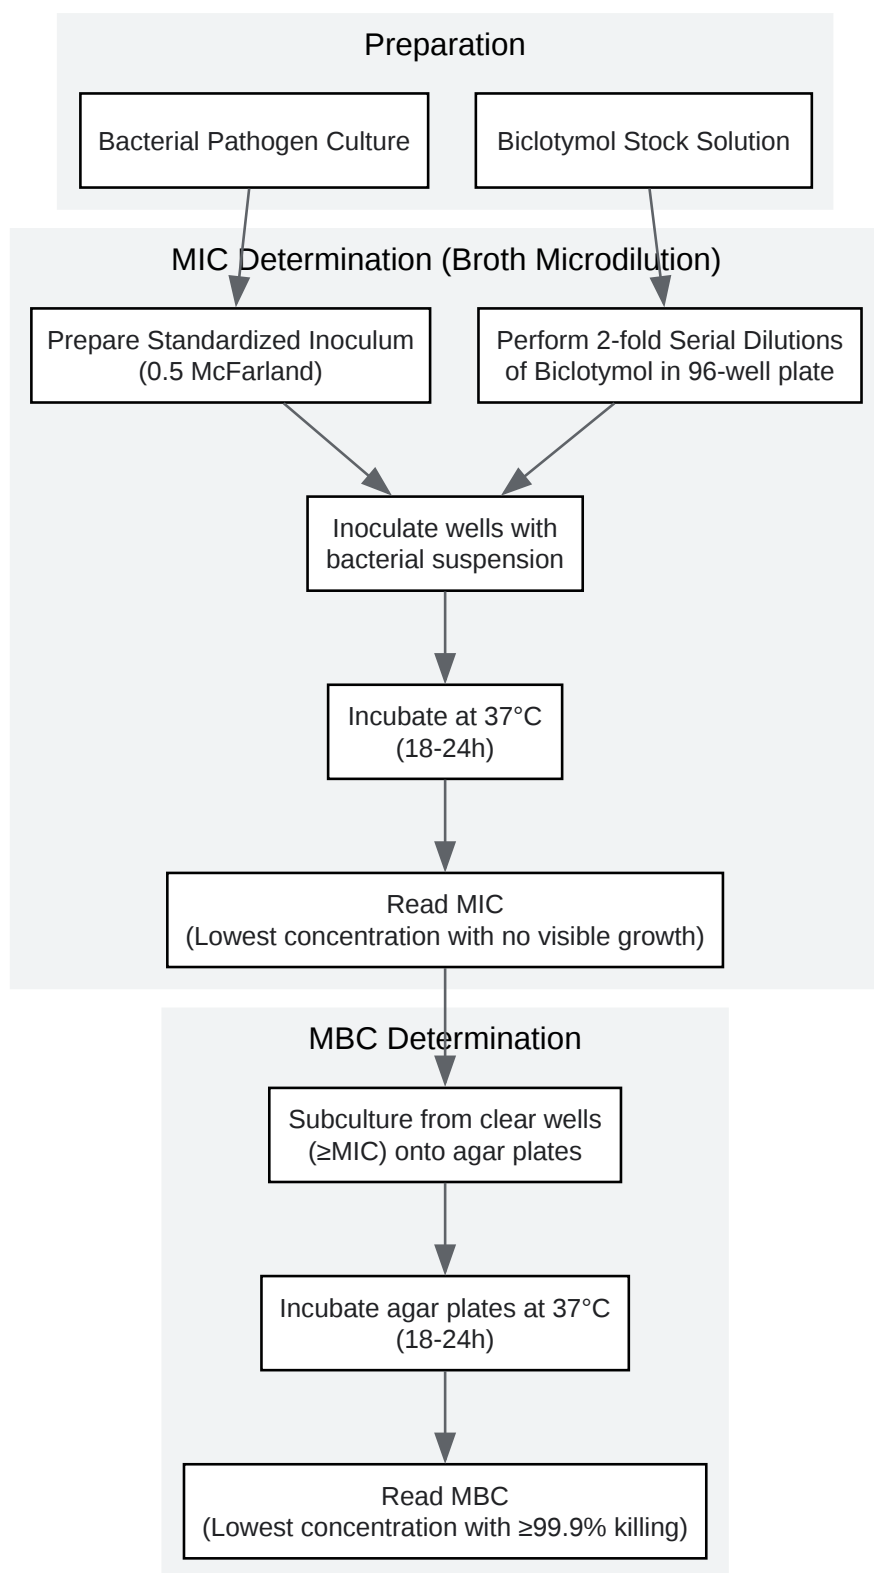 Preparation
Bacterial Pathogen Culture
Biclotymol Stock Solution
MIC Determination (Broth Microdilution)
Prepare Standardized Inoculum
(0.5 McFarland)
Perform 2-fold Serial Dilutions
of Biclotymol in 96-well plate
Inoculate wells with
bacterial suspension
Incubate at 37°C
(18-24h)
Read MIC
(Lowest concentration with no visible growth)
MBC Determination
Subculture from clear wells
(≥MIC) onto agar plates
Incubate agar plates at 37°C
(18-24h)
Read MBC
(Lowest concentration with ≥99.9% killing)